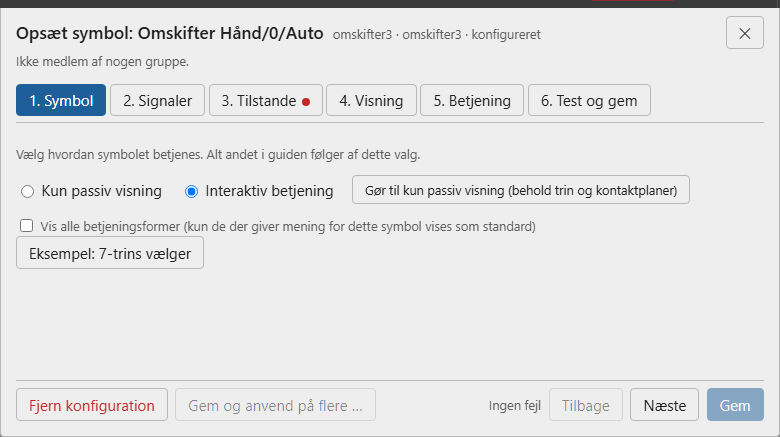 Opsæt symbol: Omskifter Hånd/0/Auto omskifter3 · omskifter3 · konfigureret
Ikke medlem af nogen gruppe.
1. Symbol 2. Signaler 3. Tilstande 4. Visning 5. Betjening 6. Test og gem
Vælg hvordan symbolet betjenes. Alt andet i guiden følger af dette valg.
Kun passiv visning Interaktiv betjening Gør til kun passiv visning (behold trin og kontaktplaner)
Vis alle betjeningsformer (kun de der giver mening for dette symbol vises som standard)
Eksempel: 7-trins vælger
Fjern konfiguration Gem og anvend på flere ... Ingen fejl Tilbage Næste Gem